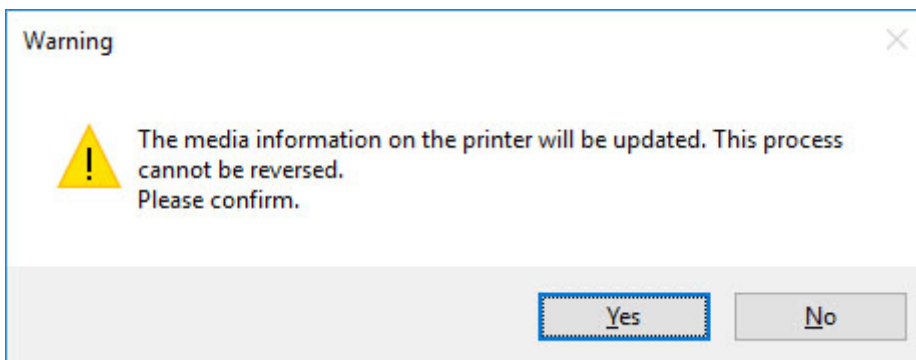 Warning
The media information on the printer will be updated. This process
cannot be reversed.
Please confirm.
Yes
No